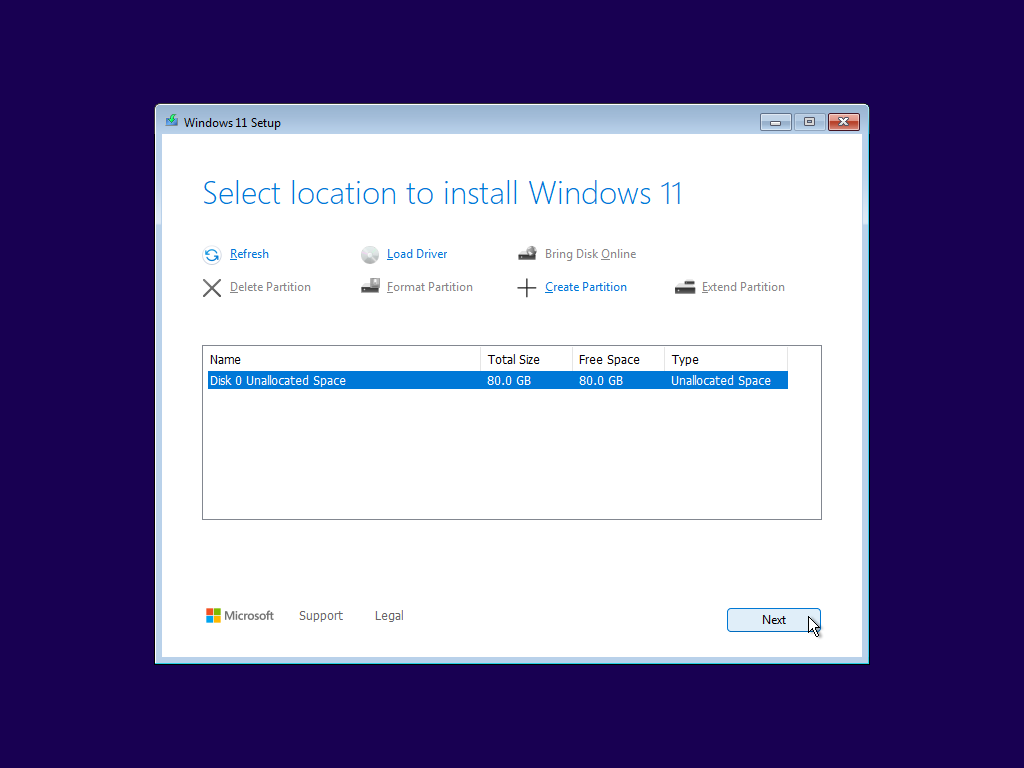 Windows 11 Setup
Select location to install Windows 11
Refresh Load Driver Bring Disk Online
Delete Partition Format Partition Create Partition Extend Partition
Name Total Size Free Space Type
Disk 0 Unallocated Space 80.0 GB 80.0 GB Unallocated Space
Microsoft Support Legal Next